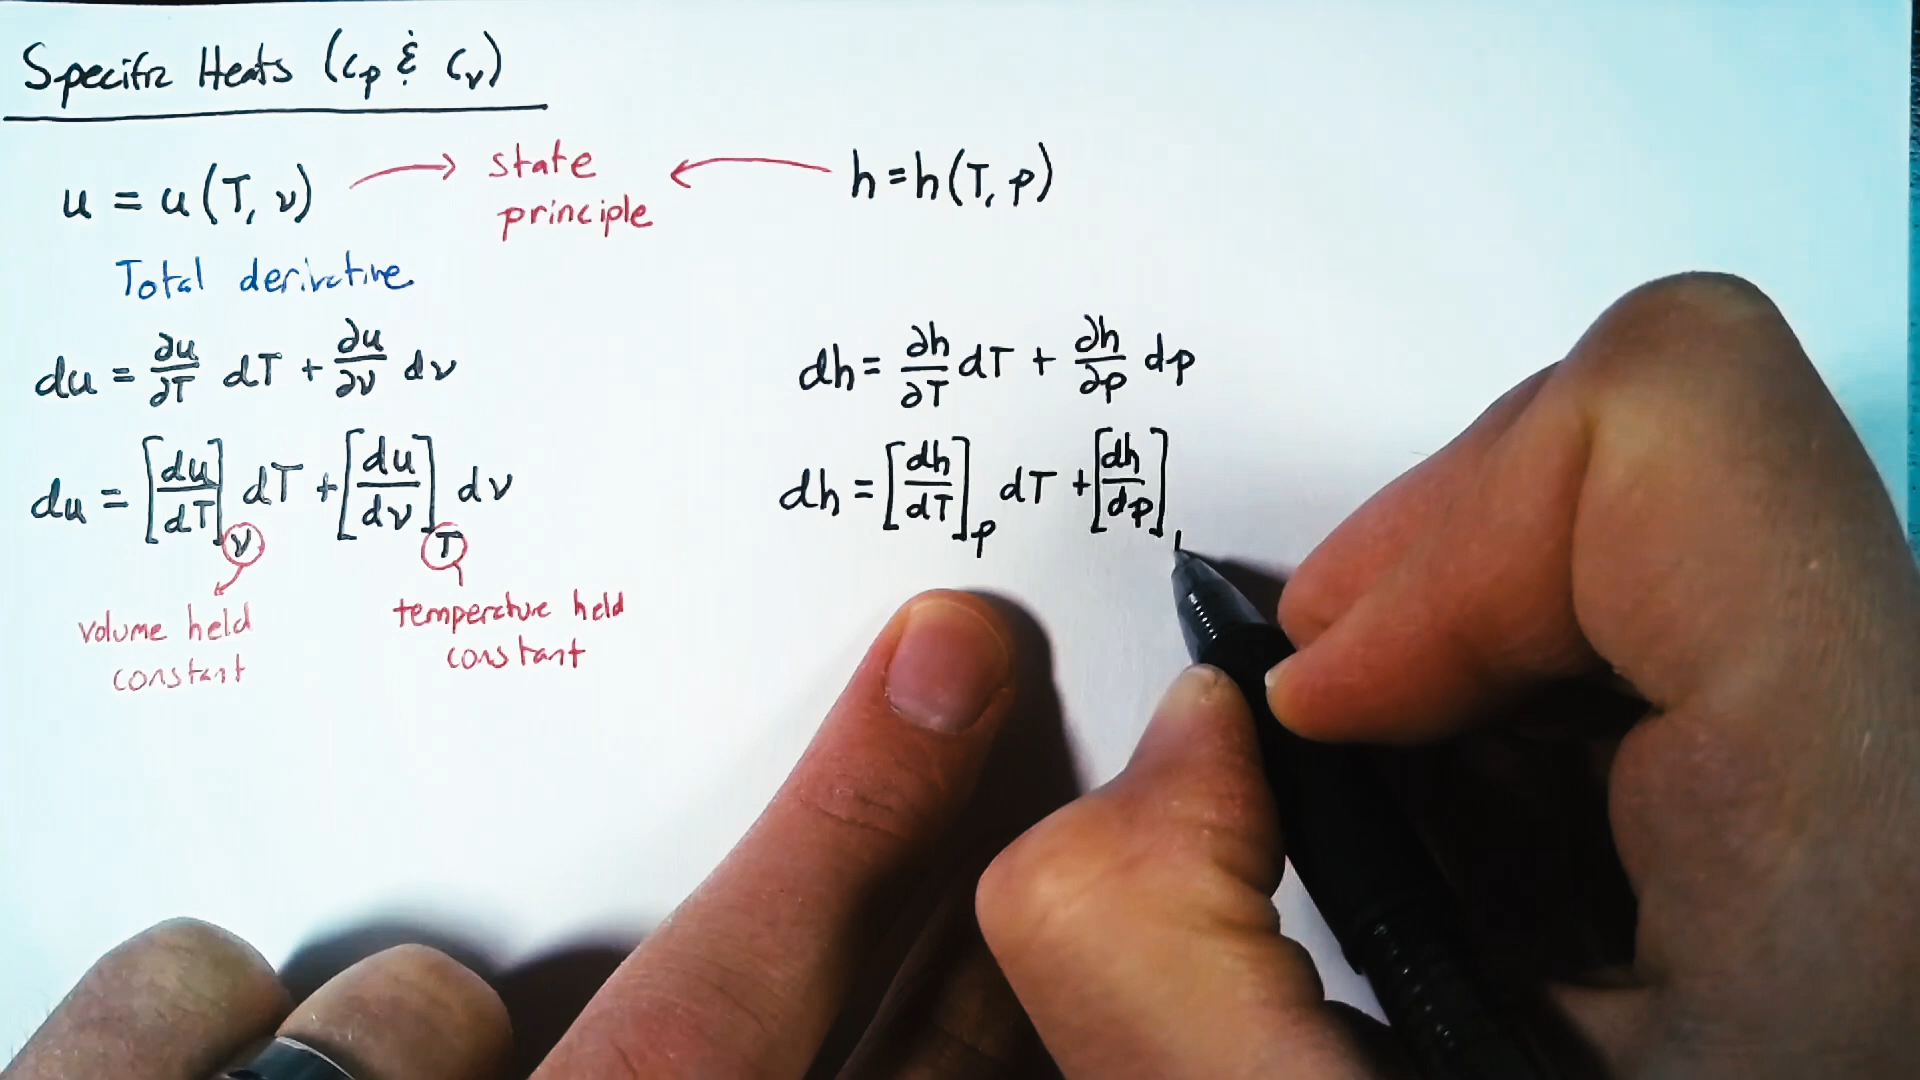 Specific Heats (cp & cv)
u = u(T, v) → state principle ← h = h(T, p)
Total derivative
du = ∂u/∂T dT + ∂u/∂v dv
dh = ∂h/∂T dT + ∂h/∂p dp
du = [du/dT]v dT + [du/dv]T dv
dh = [dh/dT]p dT + [dh/dp]
volume held
constant
temperature held
constant